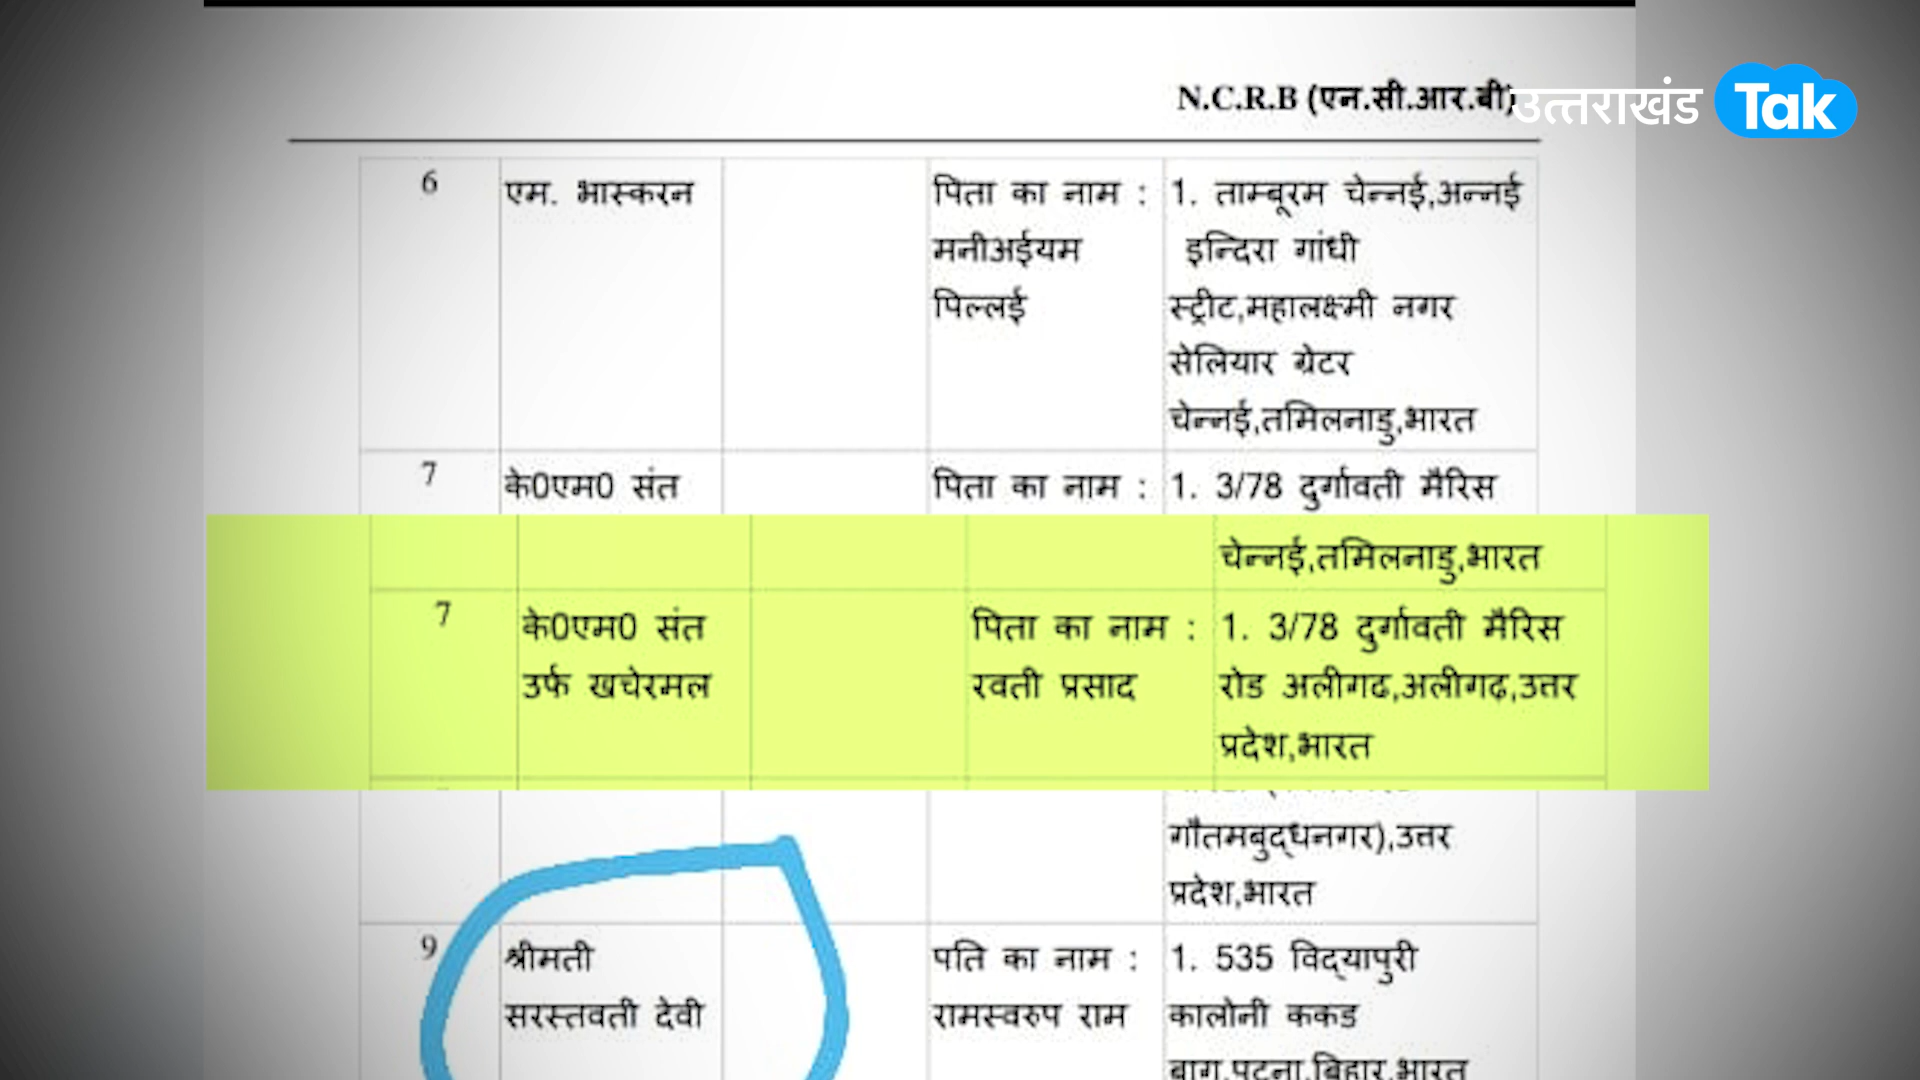 N.C.R.B (एन.सी.आर.बी)
उत्तराखंड Tak
6 एम. भास्करन पिता का नाम : 1. ताम्बूरम चेन्नई,अन्नई
मनीअईयम इन्दिरा गांधी
पिल्लई स्ट्रीट,महालक्ष्मी नगर
सेलियार ग्रेटर
चेन्नई,तमिलनाडु,भारत
7 के0एम0 संत पिता का नाम : 1. 3/78 दुर्गावती मैरिस
चेन्नई,तमिलनाडु,भारत
7 के0एम0 संत पिता का नाम : 1. 3/78 दुर्गावती मैरिस
उर्फ खचेरमल रवती प्रसाद रोड अलीगढ,अलीगढ़,उत्तर
प्रदेश,भारत
गौतमबुद्धनगर),उत्तर
प्रदेश,भारत
9 श्रीमती पति का नाम : 1. 535 विद्यापुरी
सरस्तवती देवी रामस्वरुप राम कालोनी ककड
बाग,पटना,बिहार,भारत